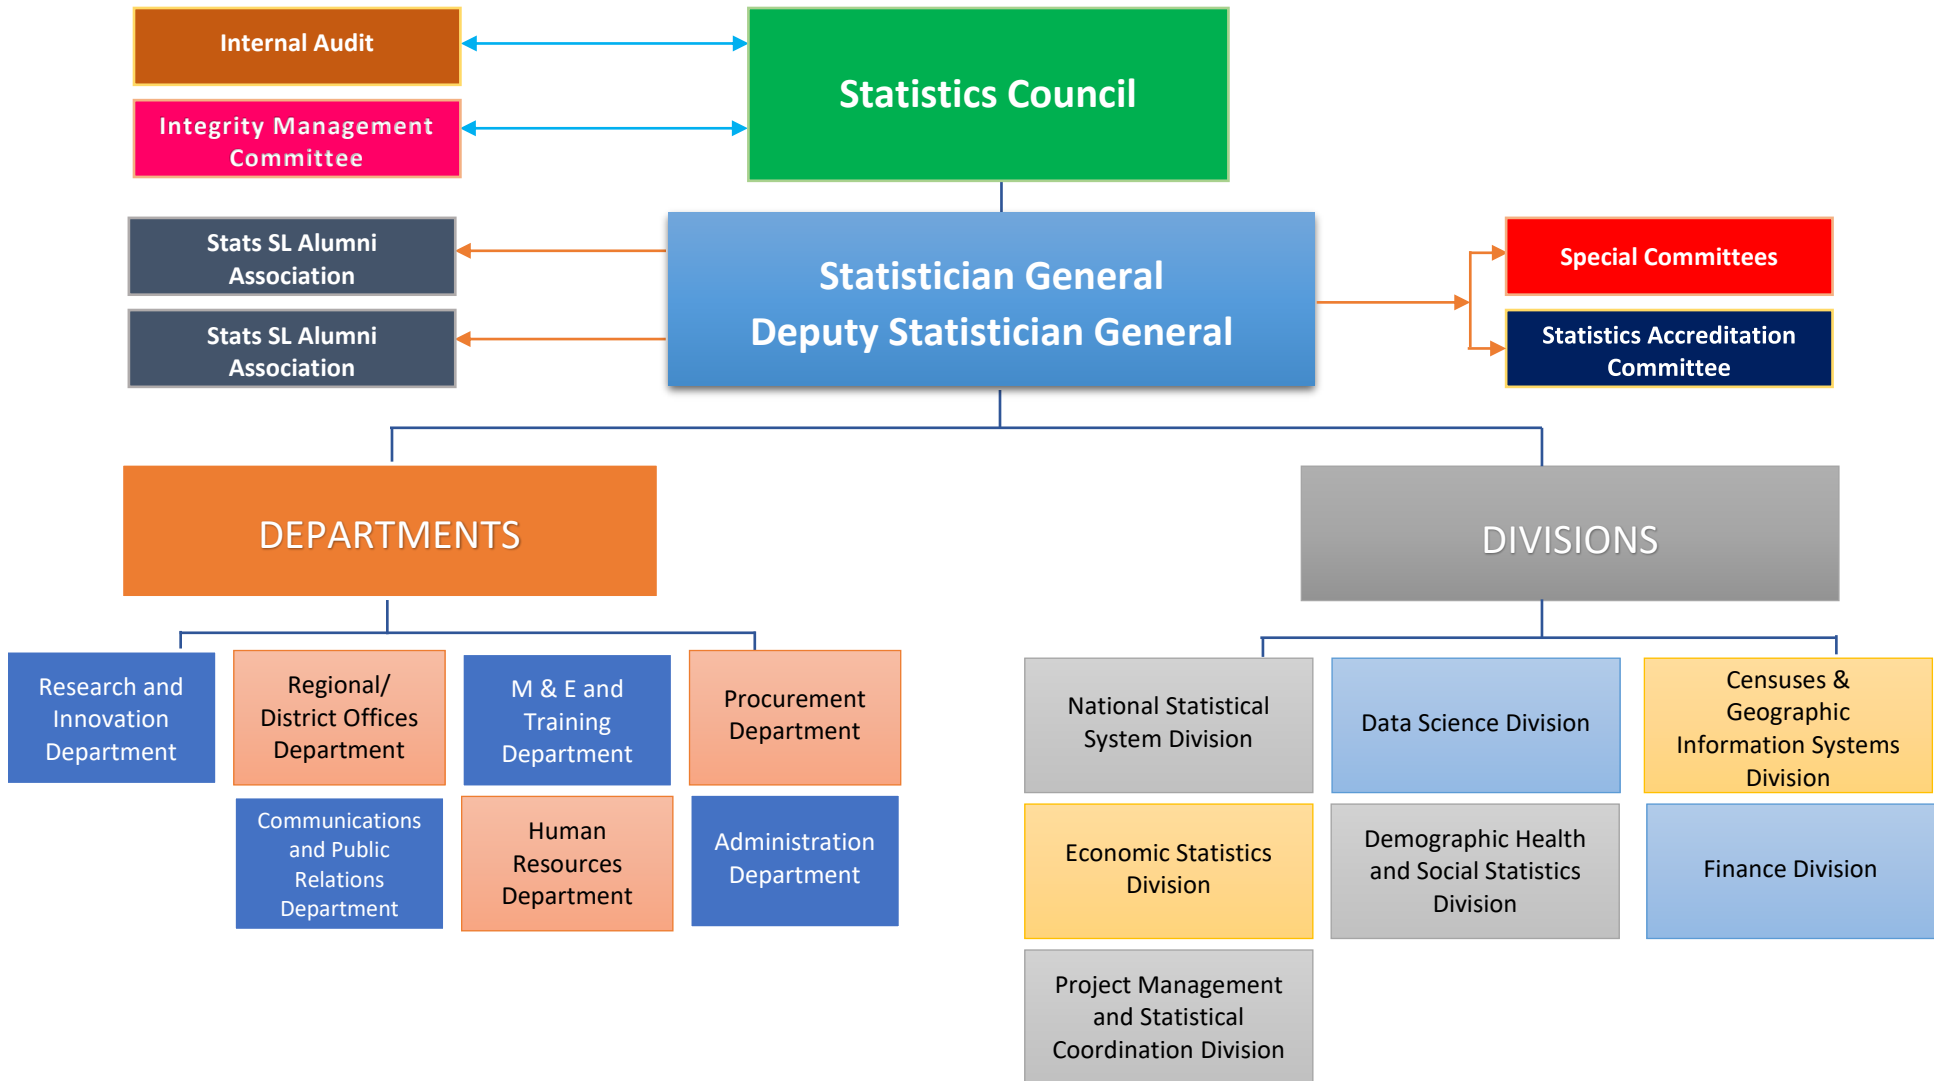 Internal Audit
Statistics Council
Integrity Management
Committee
Stats SL Alumni
Association
Statistician General
Deputy Statistician General
Special Committees
Stats SL Alumni
Association
Statistics Accreditation
Committee
DEPARTMENTS
DIVISIONS
Research and
Innovation
Department
Regional/
District Offices
Department
M & E and
Training
Department
Procurement
Department
Communications
and Public
Relations
Department
Human
Resources
Department
Administration
Department
National Statistical
System Division
Data Science Division
Censuses &
Geographic
Information Systems
Division
Economic Statistics
Division
Demographic Health
and Social Statistics
Division
Finance Division
Project Management
and Statistical
Coordination Division